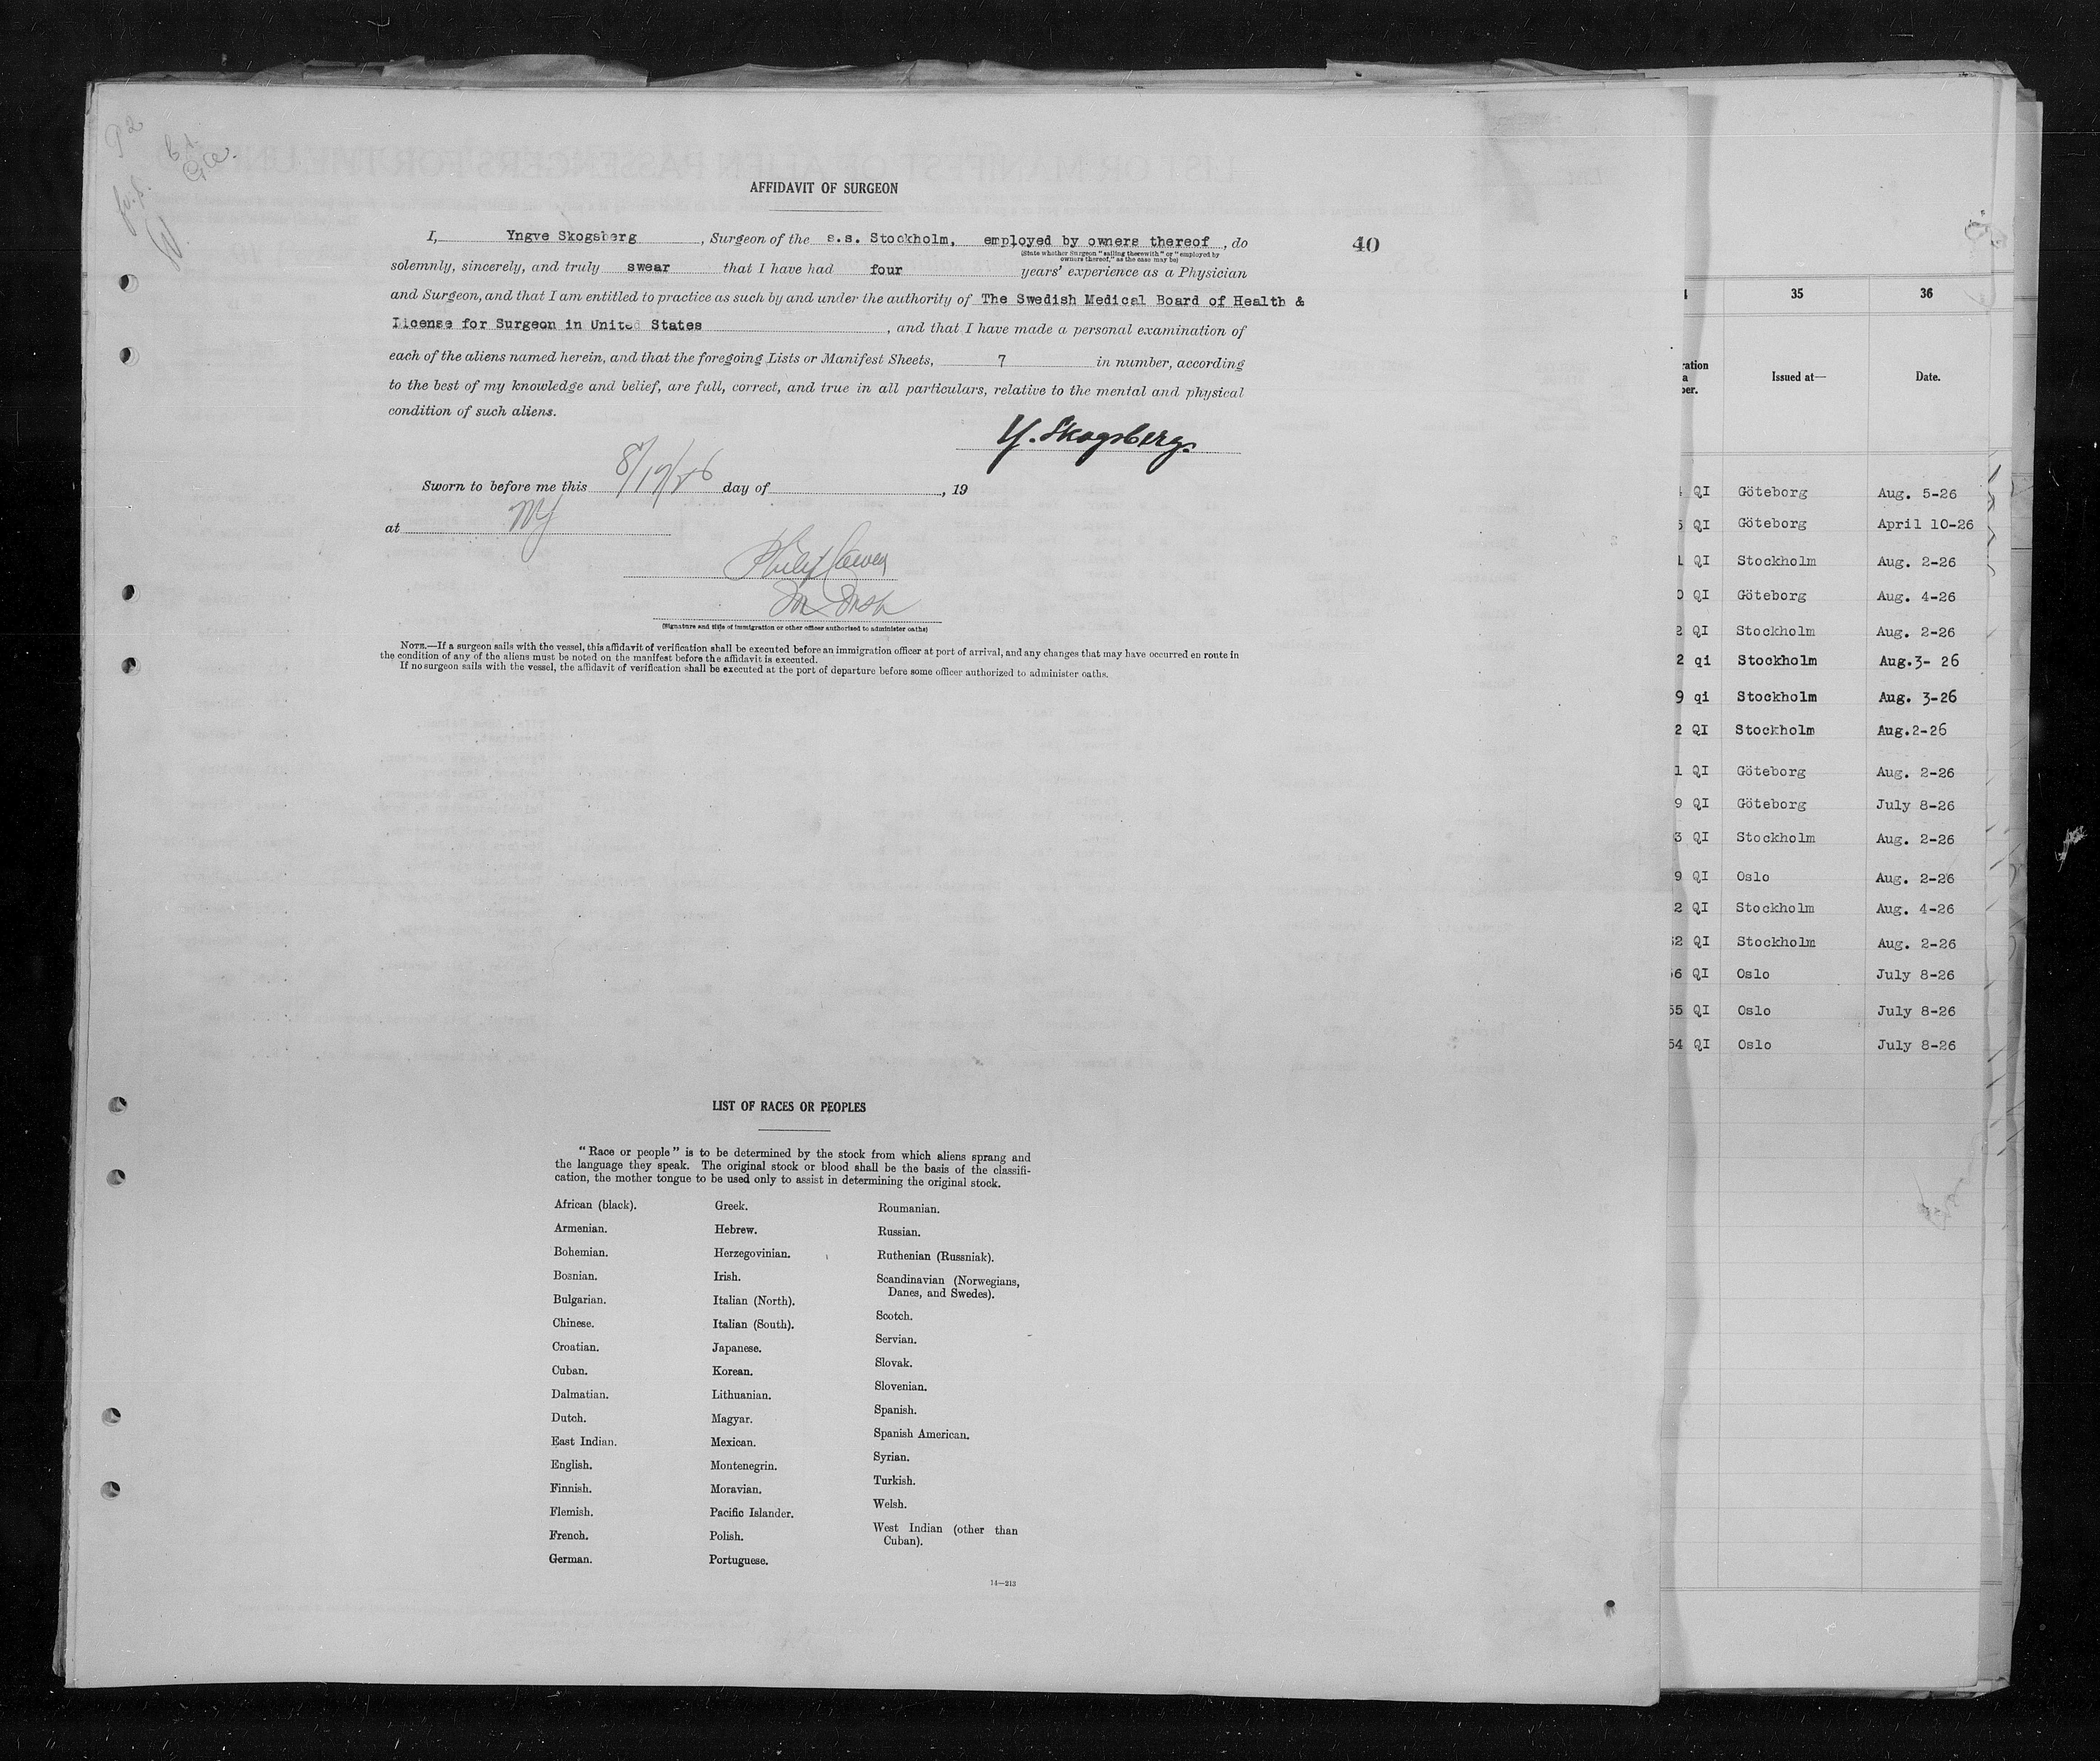 AFFIDAVIT OF SURGEON
I, Yngve Skogsberg, Surgeon of the s.s. Stockholm, employed by owners thereof, do
40
(State whether Surgeon "sailing therewith" or "employed by
owners thereof," as the case may be)
solemnly, sincerely, and truly swear that I have had four years' experience as a Physician
and Surgeon, and that I am entitled to practice as such by and under the authority of The Swedish Medical Board of Health &
License for Surgeon in United States, and that I have made a personal examination of
each of the aliens named herein, and that the foregoing Lists or Manifest Sheets, 7 in number, according
to the best of my knowledge and belief, are full, correct, and true in all particulars, relative to the mental and physical
condition of such aliens.
Y. Skogsberg.
Sworn to before me this 8/19/26 day of , 19
at NY
Philip
(Signature and title of immigration or other officer authorized to administer oaths)
NOTE.—If a surgeon sails with the vessel, this affidavit of verification shall be executed before an immigration officer at port of arrival, and any changes that may have occurred en route in
the condition of any of the aliens must be noted on the manifest before the affidavit is executed.
If no surgeon sails with the vessel, the affidavit of verification shall be executed at the port of departure before some officer authorized to administer oaths.
LIST OF RACES OR PEOPLES
"Race or people" is to be determined by the stock from which aliens sprang and
the language they speak. The original stock or blood shall be the basis of the classifi-
cation, the mother tongue to be used only to assist in determining the original stock.
African (black).
Armenian.
Bohemian.
Bosnian.
Bulgarian.
Chinese.
Croatian.
Cuban.
Dalmatian.
Dutch.
East Indian.
English.
Finnish.
Flemish.
French.
German.
Greek.
Hebrew.
Herzegovinian.
Irish.
Italian (North).
Italian (South).
Japanese.
Korean.
Lithuanian.
Magyar.
Mexican.
Montenegrin.
Moravian.
Pacific Islander.
Polish.
Portuguese.
Roumanian.
Russian.
Ruthenian (Russniak).
Scandinavian (Norwegians,
Danes, and Swedes).
Scotch.
Servian.
Slovak.
Slovenian.
Spanish.
Spanish American.
Syrian.
Turkish.
Welsh.
West Indian (other than
Cuban).
14—213
35 36
Issued at— Date.
QI Göteborg Aug. 5-26
QI Göteborg April 10-26
QI Stockholm Aug. 2-26
QI Göteborg Aug. 4-26
2 QI Stockholm Aug. 2-26
2 qi Stockholm Aug.3- 26
9 qi Stockholm Aug. 3-26
2 QI Stockholm Aug.2-26
1 QI Göteborg Aug. 2-26
9 QI Göteborg July 8-26
3 QI Stockholm Aug. 2-26
9 QI Oslo Aug. 2-26
2 QI Stockholm Aug. 4-26
2 QI Stockholm Aug. 2-26
6 QI Oslo July 8-26
55 QI Oslo July 8-26
54 QI Oslo July 8-26